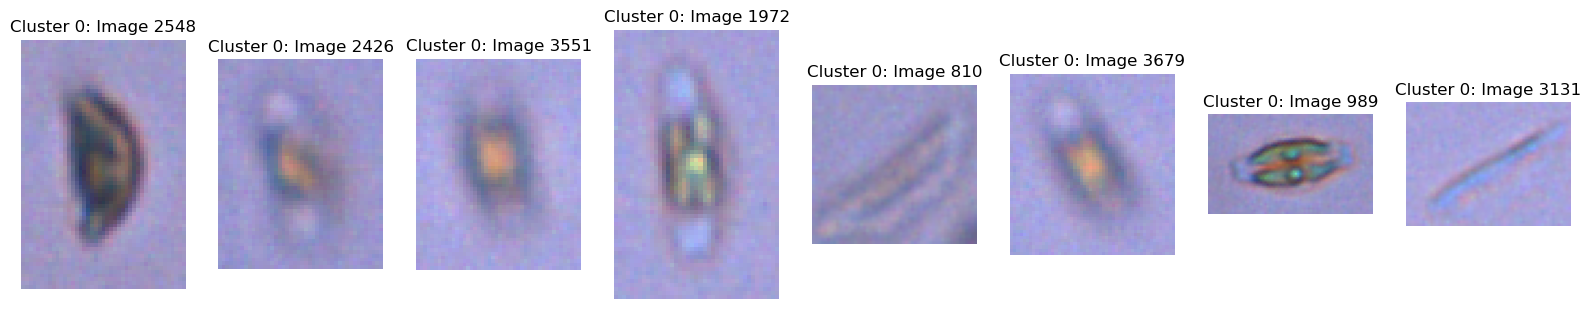 Cluster 0: Image 2548
Cluster 0: Image 2426
Cluster 0: Image 3551
Cluster 0: Image 1972
Cluster 0: Image 810
Cluster 0: Image 3679
Cluster 0: Image 989
Cluster 0: Image 3131